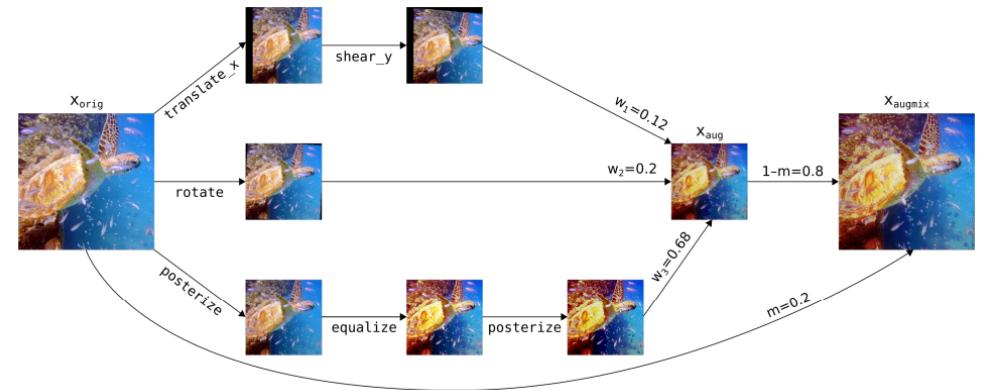 translate_x
shear_y
x_orig
w₁=0.12
x_aug
x_augmix
rotate
w₂=0.2
1–m=0.8
posterize
equalize
posterize
w₃=0.68
m=0.2